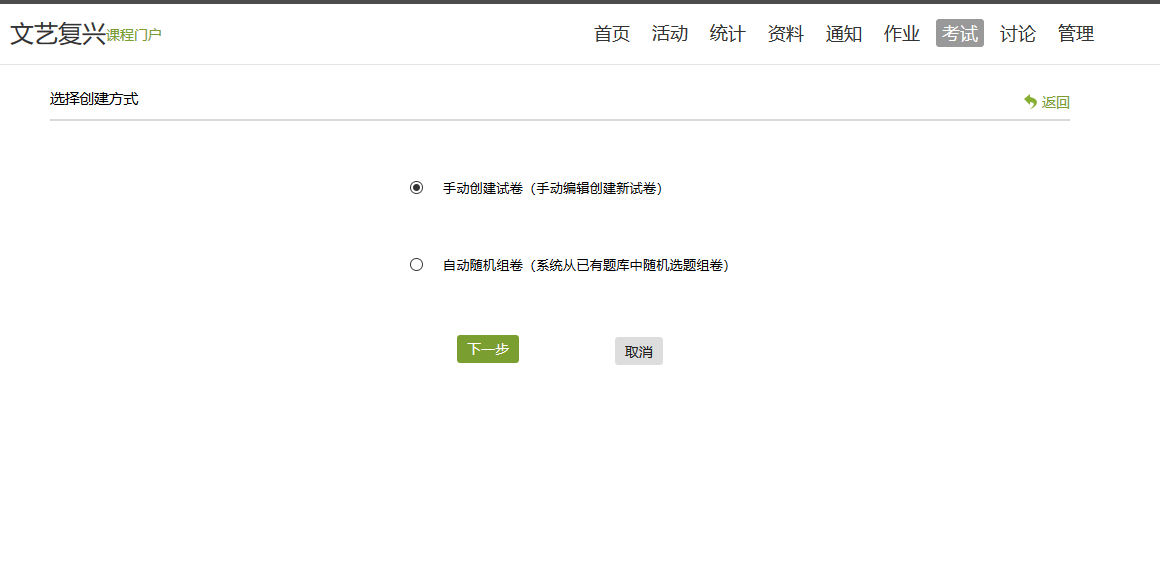 文艺复兴课程门户 首页 活动 统计 资料 通知 作业 考试 讨论 管理
选择创建方式 返回
手动创建试卷（手动编辑创建新试卷）
自动随机组卷（系统从已有题库中随机选题组卷）
下一步 取消